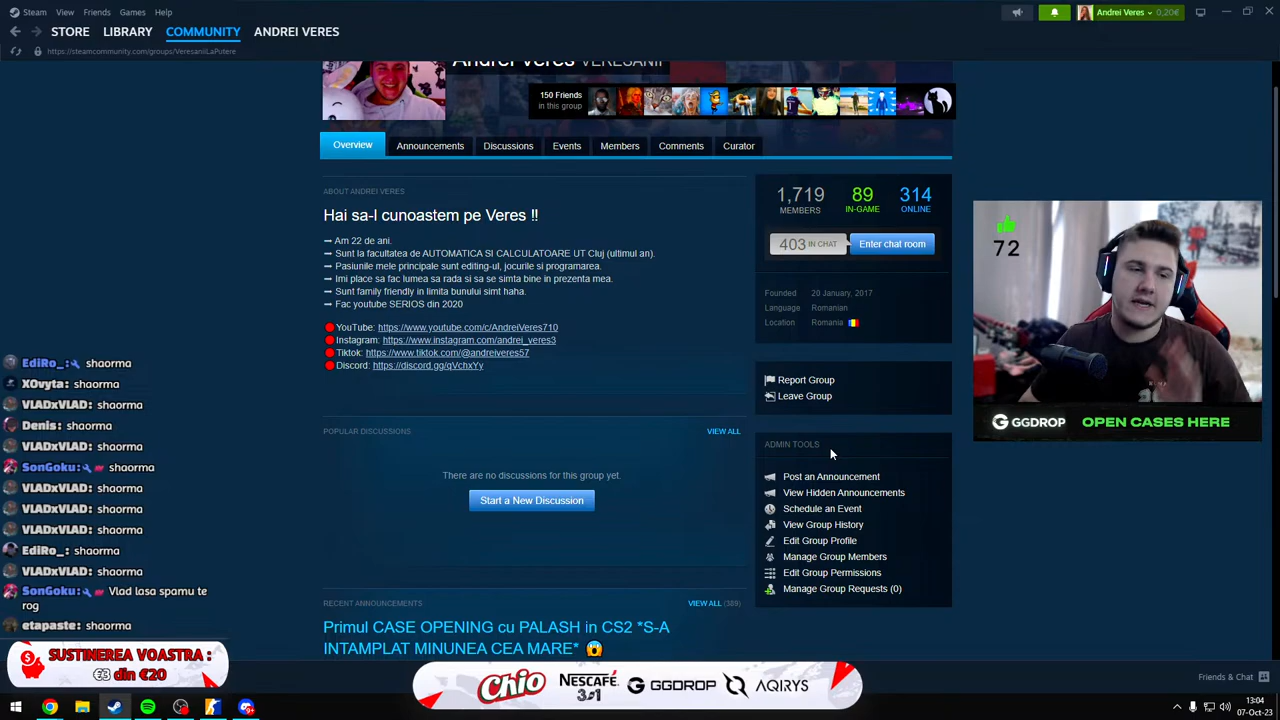 Steam View Friends Games Help
Andrei Veres 0,20€
STORE LIBRARY COMMUNITY ANDREI VERES
https://steamcommunity.com/groups/VeresaniiLaPutere
Andrei Veres VERESANII
150 Friends
in this group
Overview Announcements Discussions Events Members Comments Curator
ABOUT ANDREI VERES
Hai sa-l cunoastem pe Veres !!
Am 22 de ani.
Sunt la facultatea de AUTOMATICA SI CALCULATOARE UT Cluj (ultimul an).
Pasiunile mele principale sunt editing-ul, jocurile si programarea.
Imi place sa fac lumea sa rada si sa se simta bine in prezenta mea.
Sunt family friendly in limita bunului simt haha.
Fac youtube SERIOS din 2020
YouTube: https://www.youtube.com/c/AndreiVeres710
Instagram: https://www.instagram.com/andrei_veres3
Tiktok: https://www.tiktok.com/@andreiveres57
Discord: https://discord.gg/qVchxYy
POPULAR DISCUSSIONS VIEW ALL
There are no discussions for this group yet.
Start a New Discussion
RECENT ANNOUNCEMENTS VIEW ALL (389)
Primul CASE OPENING cu PALASH in CS2 *S-A
INTAMPLAT MINUNEA CEA MARE*
1,719 89 314
MEMBERS IN-GAME ONLINE
403 IN CHAT Enter chat room
Founded 20 January, 2017
Language Romanian
Location Romania
Report Group
Leave Group
ADMIN TOOLS
Post an Announcement
View Hidden Announcements
Schedule an Event
View Group History
Edit Group Profile
Manage Group Members
Edit Group Permissions
Manage Group Requests (0)
72
GGDROP OPEN CASES HERE
EdiRo_: shaorma
XOvyta: shaorma
VLADxVLAD: shaorma
Denis: shaorma
VLADxVLAD: shaorma
SonGoku: shaorma
VLADxVLAD: shaorma
VLADxVLAD: shaorma
VLADxVLAD: shaorma
EdiRo_: shaorma
VLADxVLAD: shaorma
SonGoku: Vlad lasa spamu te
rog
etapaste: shaorma
SUSTINEREA VOASTRA :
€3 din €20
Chio NESCAFÉ 3în1 GGDROP AQIRYS
Friends & Chat
13:04
07-Oct-23